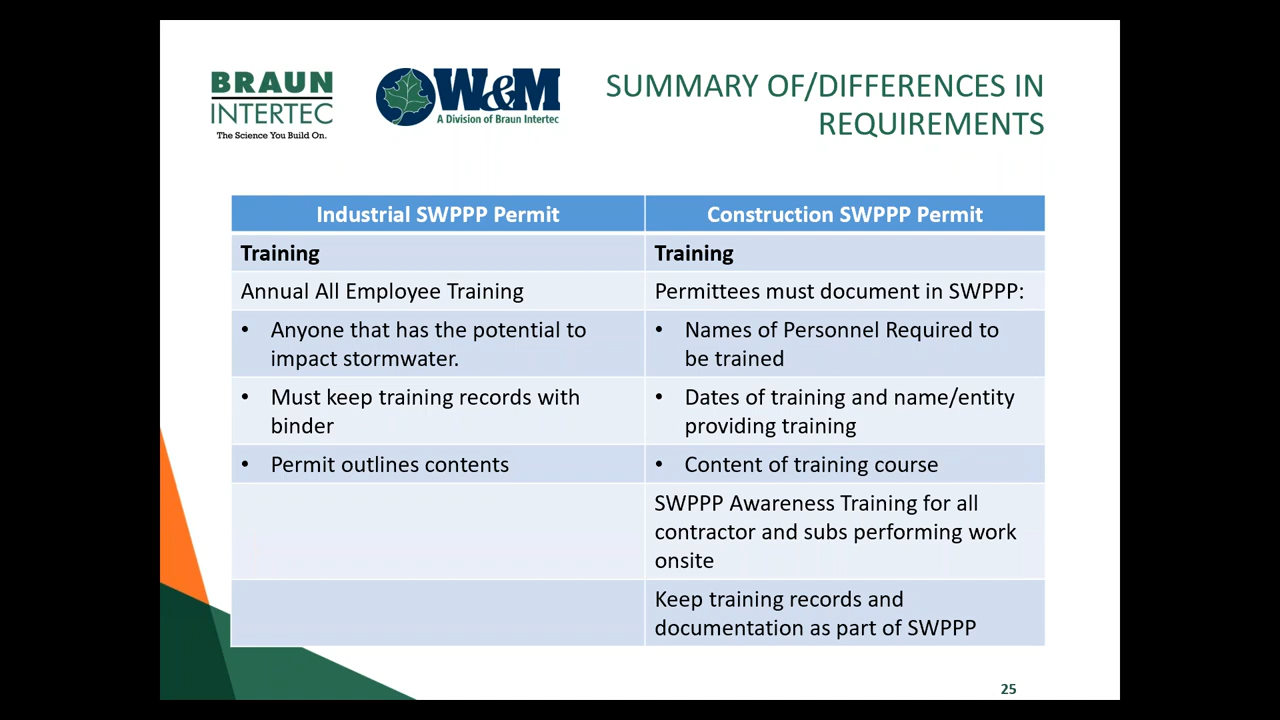 BRAUN
INTERTEC
The Science You Build On.
W&M
A Division of Braun Intertec
SUMMARY OF/DIFFERENCES IN
REQUIREMENTS
Industrial SWPPP Permit
Construction SWPPP Permit
Training
Training
Annual All Employee Training
Permittees must document in SWPPP:
• Anyone that has the potential to
impact stormwater.
• Names of Personnel Required to
be trained
• Must keep training records with
binder
• Dates of training and name/entity
providing training
• Permit outlines contents
• Content of training course
SWPPP Awareness Training for all
contractor and subs performing work
onsite
Keep training records and
documentation as part of SWPPP
25